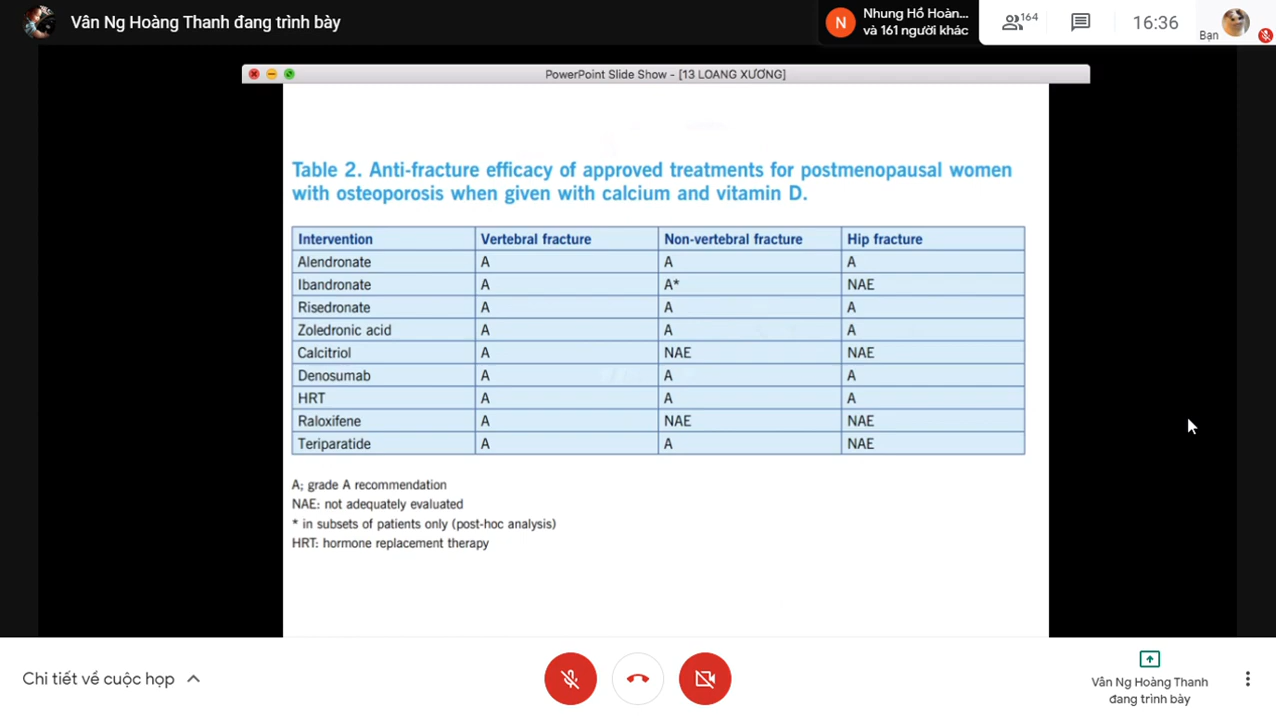 Vân Ng Hoàng Thanh đang trình bày
N
Nhung Hồ Hoàn...
và 161 người khác
164
16:36
Bạn
PowerPoint Slide Show - [13 LOANG XƯƠNG]
Table 2. Anti-fracture efficacy of approved treatments for postmenopausal women
with osteoporosis when given with calcium and vitamin D.
Intervention Vertebral fracture Non-vertebral fracture Hip fracture
Alendronate A A A
Ibandronate A A* NAE
Risedronate A A A
Zoledronic acid A A A
Calcitriol A NAE NAE
Denosumab A A A
HRT A A A
Raloxifene A NAE NAE
Teriparatide A A NAE
A; grade A recommendation
NAE: not adequately evaluated
* in subsets of patients only (post-hoc analysis)
HRT: hormone replacement therapy
Chi tiết về cuộc họp
Vân Ng Hoàng Thanh
đang trình bày